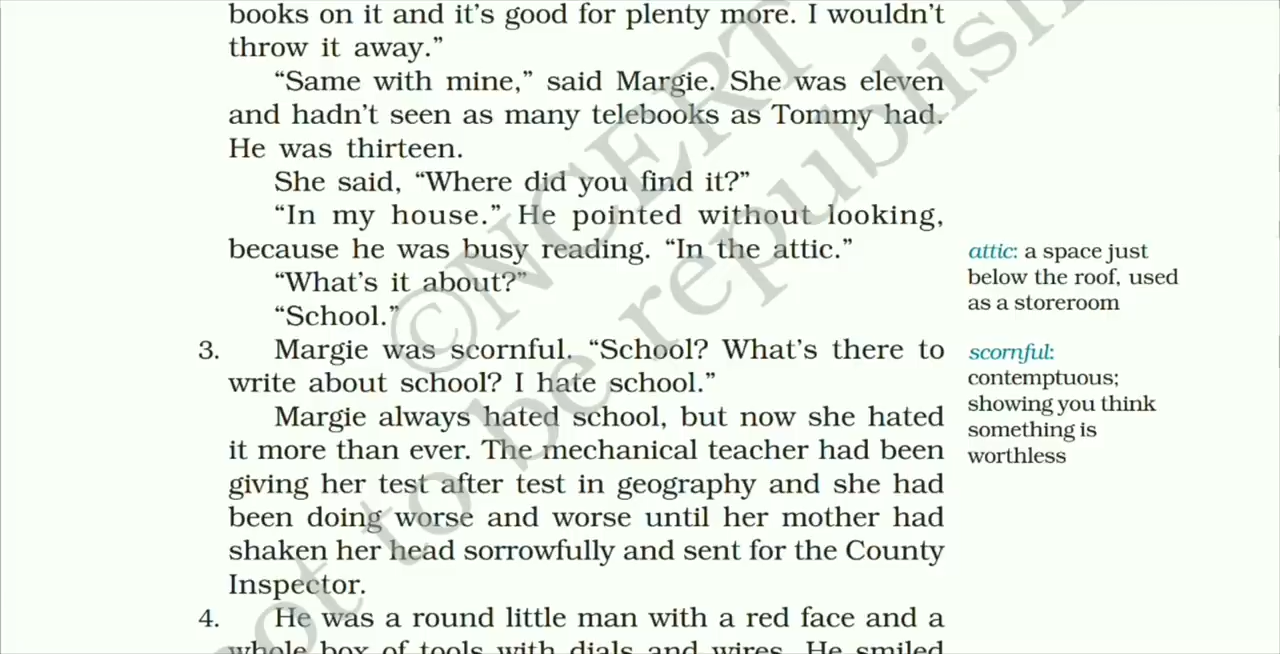 books on it and it's good for plenty more. I wouldn't
throw it away.”
“Same with mine,” said Margie. She was eleven
and hadn't seen as many telebooks as Tommy had.
He was thirteen.
She said, “Where did you find it?”
“In my house.” He pointed without looking,
because he was busy reading. “In the attic.”
“What's it about?”
“School.”
3. Margie was scornful. “School? What's there to
write about school? I hate school.”
Margie always hated school, but now she hated
it more than ever. The mechanical teacher had been
giving her test after test in geography and she had
been doing worse and worse until her mother had
shaken her head sorrowfully and sent for the County
Inspector.
4. He was a round little man with a red face and a
whole box of tools with dials and wires. He smiled
attic: a space just
below the roof, used
as a storeroom
scornful:
contemptuous;
showing you think
something is
worthless
©NCERT
not to be republish